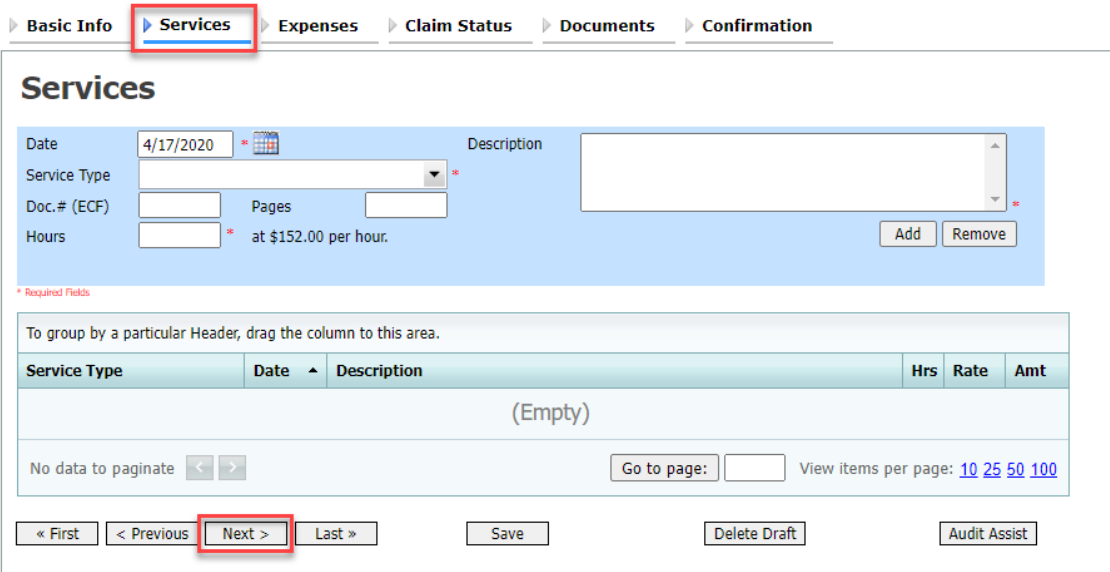 Basic Info Services Expenses Claim Status Documents Confirmation
Services
Date 4/17/2020 * Description
Service Type *
Doc.# (ECF) Pages *
Hours * at $152.00 per hour. Add Remove
* Required Fields
To group by a particular Header, drag the column to this area.
Service Type Date Description Hrs Rate Amt
(Empty)
No data to paginate < > Go to page: View items per page: 10 25 50 100
« First < Previous Next > Last » Save Delete Draft Audit Assist